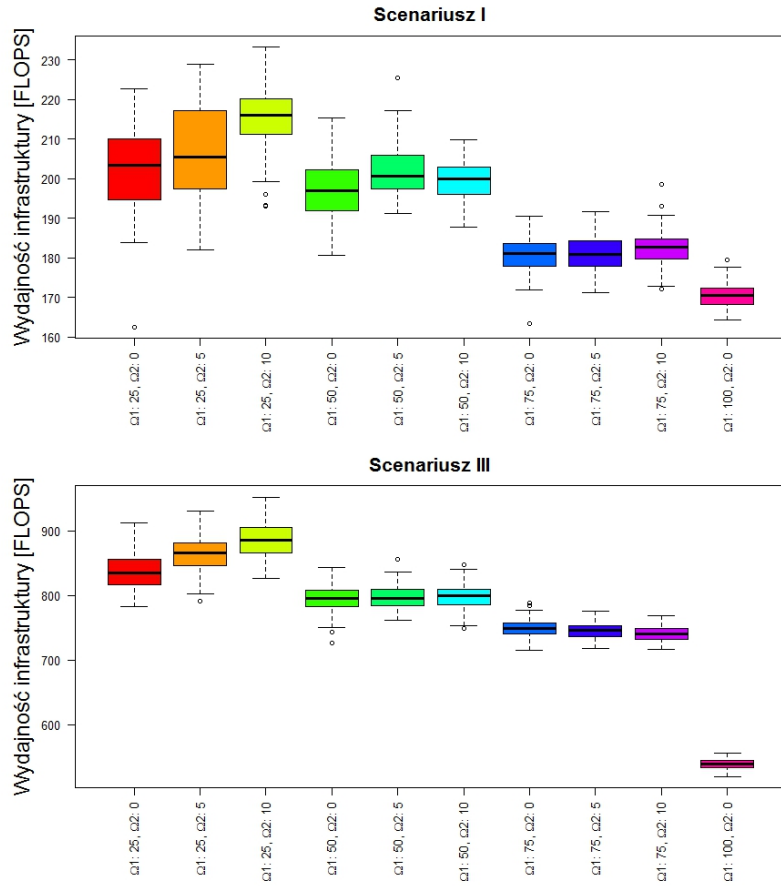 Scenariusz I
Wydajność infrastruktury [FLOPS]
230
220
210
200
190
180
170
160
Ω1: 25, Ω2: 0
Ω1: 25, Ω2: 5
Ω1: 25, Ω2: 10
Ω1: 50, Ω2: 0
Ω1: 50, Ω2: 5
Ω1: 50, Ω2: 10
Ω1: 75, Ω2: 0
Ω1: 75, Ω2: 5
Ω1: 75, Ω2: 10
Ω1: 100, Ω2: 0
Scenariusz III
Wydajność infrastruktury [FLOPS]
900
800
700
600
Ω1: 25, Ω2: 0
Ω1: 25, Ω2: 5
Ω1: 25, Ω2: 10
Ω1: 50, Ω2: 0
Ω1: 50, Ω2: 5
Ω1: 50, Ω2: 10
Ω1: 75, Ω2: 0
Ω1: 75, Ω2: 5
Ω1: 75, Ω2: 10
Ω1: 100, Ω2: 0